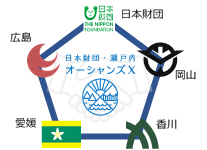 日本財団
THE NIPPON
FOUNDATION
日本財団
広島
日本財団・瀬戸内
オーシャンズX
岡山
愛媛
香川